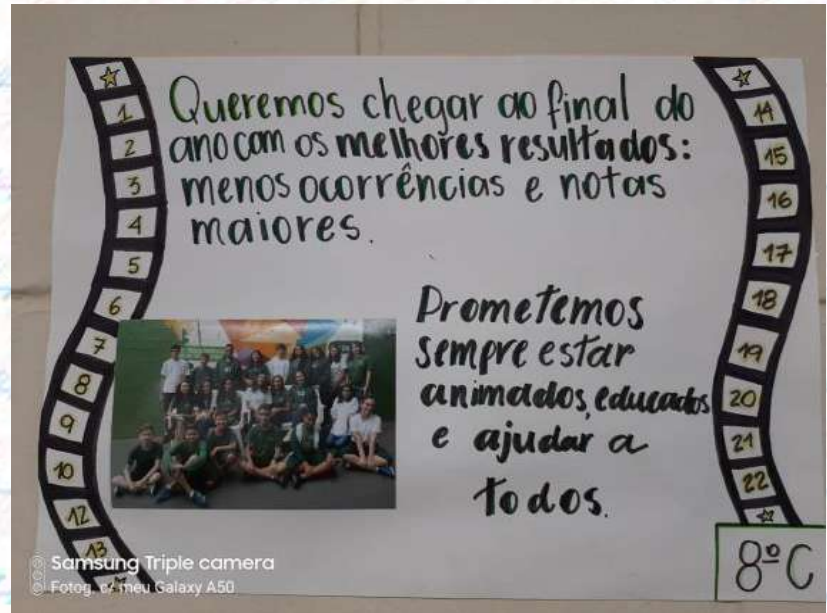 Queremos chegar ao final do
ano com os melhores resultados:
menos ocorrências e notas
maiores.
Prometemos
sempre estar
animados, educados
e ajudar a
todos.
1
2
3
4
5
6
7
8
9
10
12
13
14
15
16
17
18
19
20
21
22
8º C
Samsung Triple camera
Fotog. c/ meu Galaxy A50